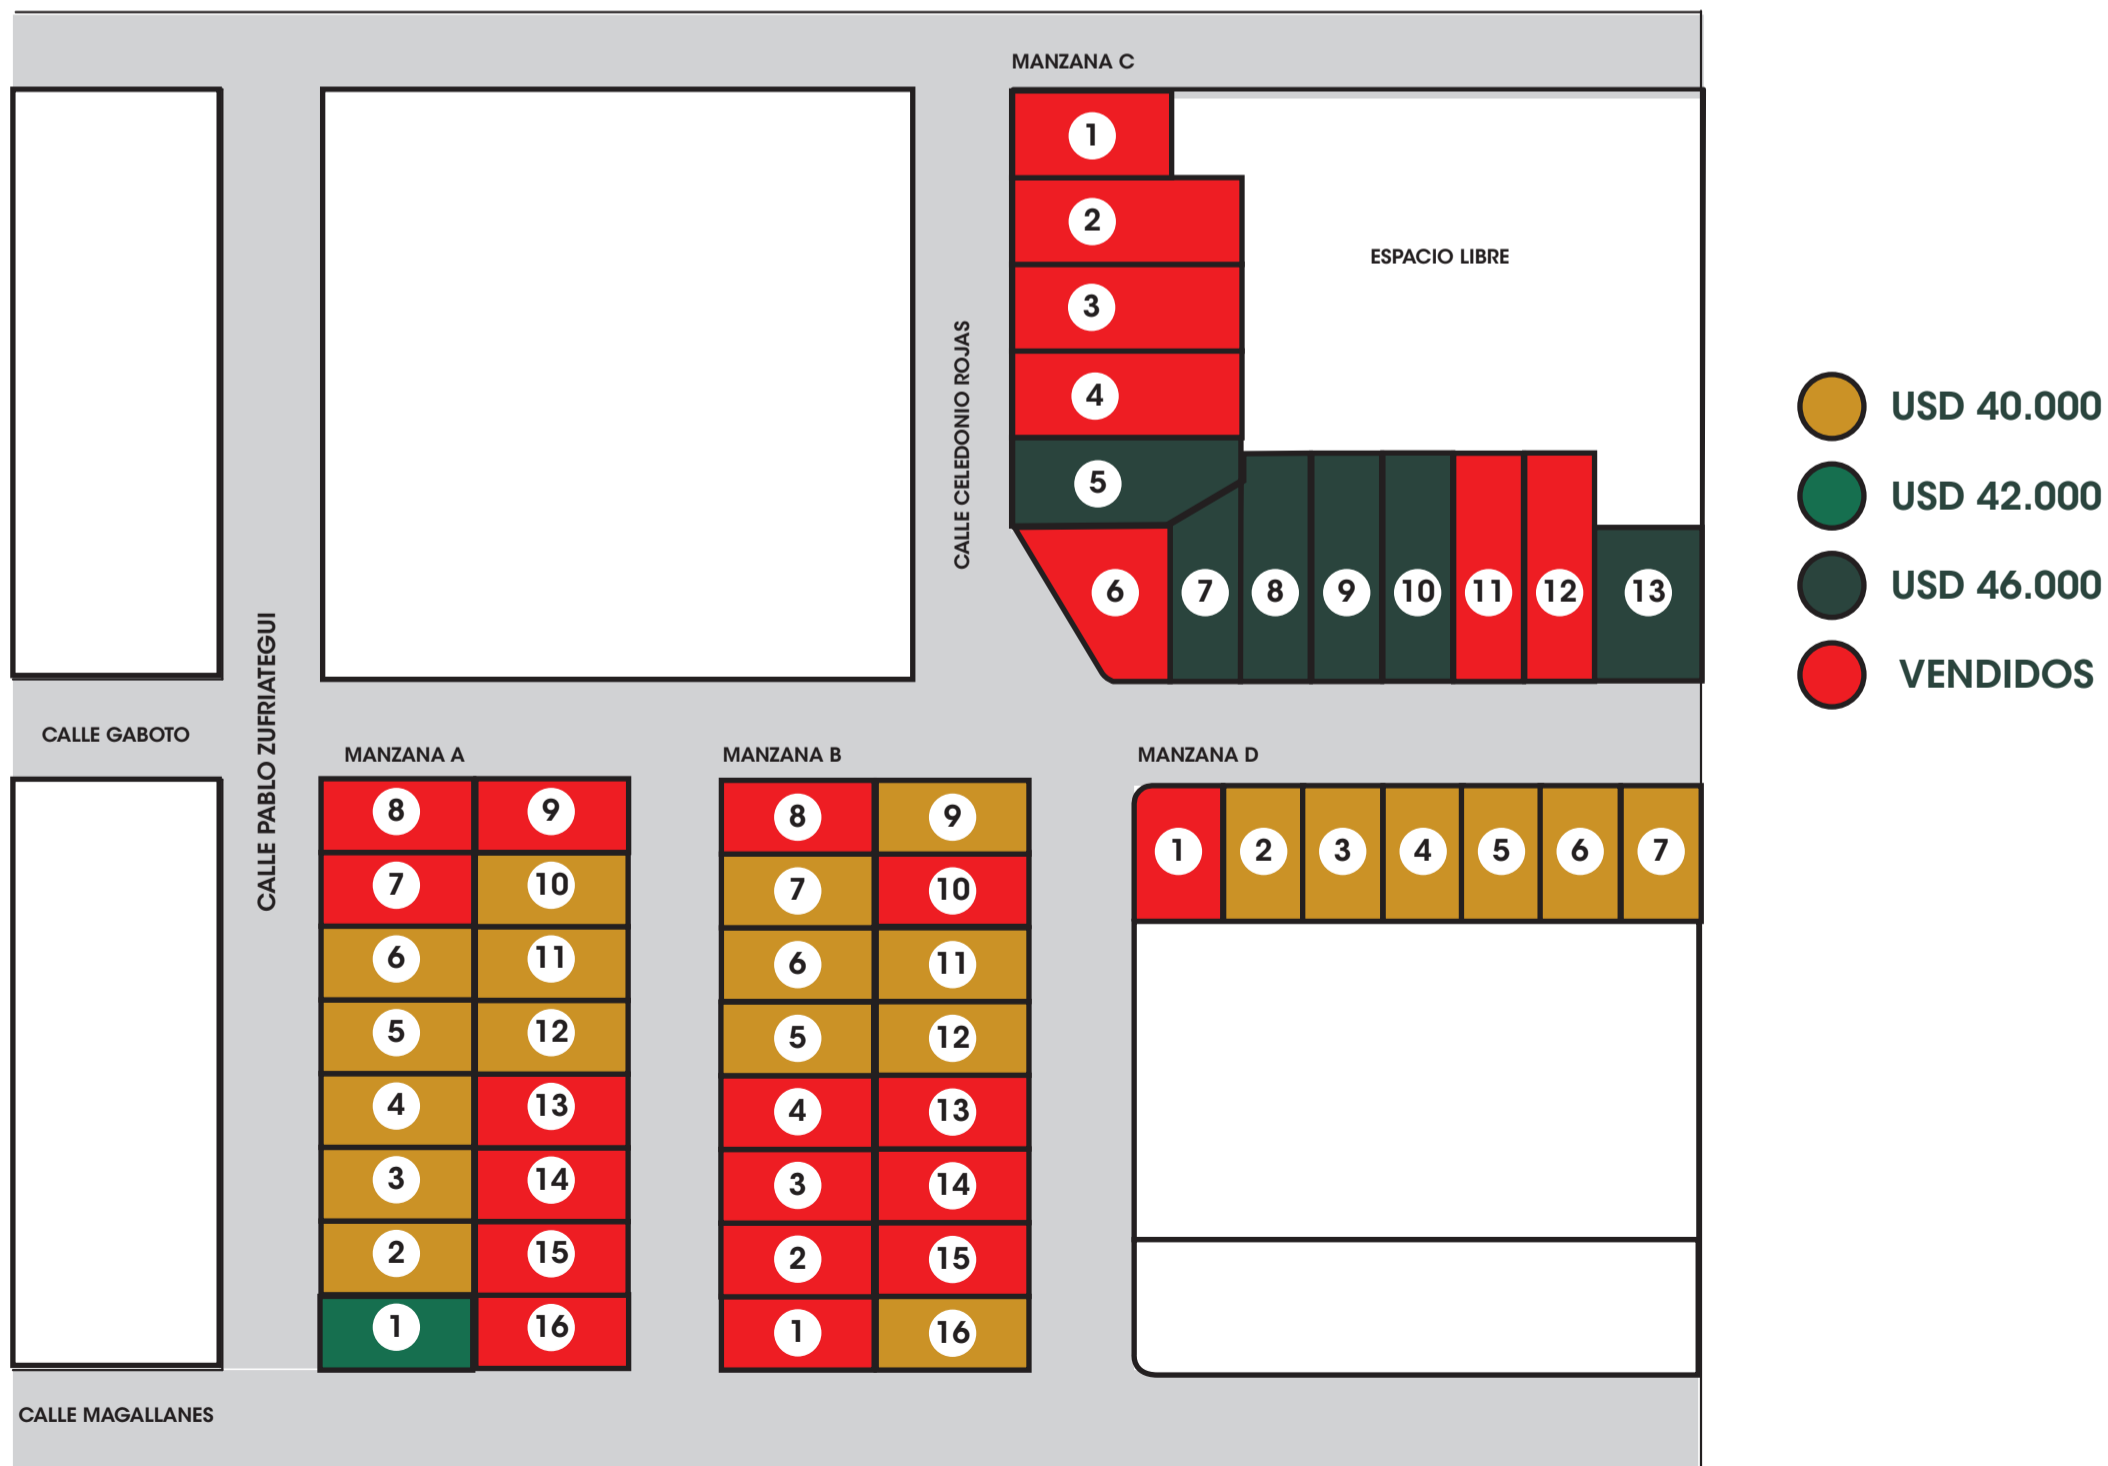 MANZANA C
1
2
3
4
5
6
7
8
9
10
11
12
13
ESPACIO LIBRE
CALLE CELEDONIO ROJAS
USD 40.000
USD 42.000
USD 46.000
VENDIDOS
CALLE GABOTO
CALLE PABLO ZUFRIATEGUI
MANZANA A
8 9
7 10
6 11
5 12
4 13
3 14
2 15
1 16
MANZANA B
8 9
7 10
6 11
5 12
4 13
3 14
2 15
1 16
MANZANA D
1 2 3 4 5 6 7
CALLE MAGALLANES